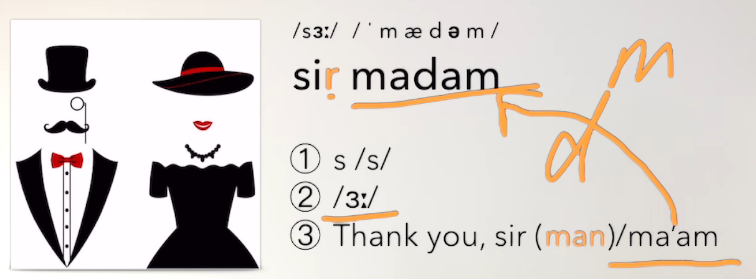 /sɜː/ /ˈmædəm/
sir madam
m
d
① s /s/
② /ɜː/
③ Thank you, sir (man)/ma'am